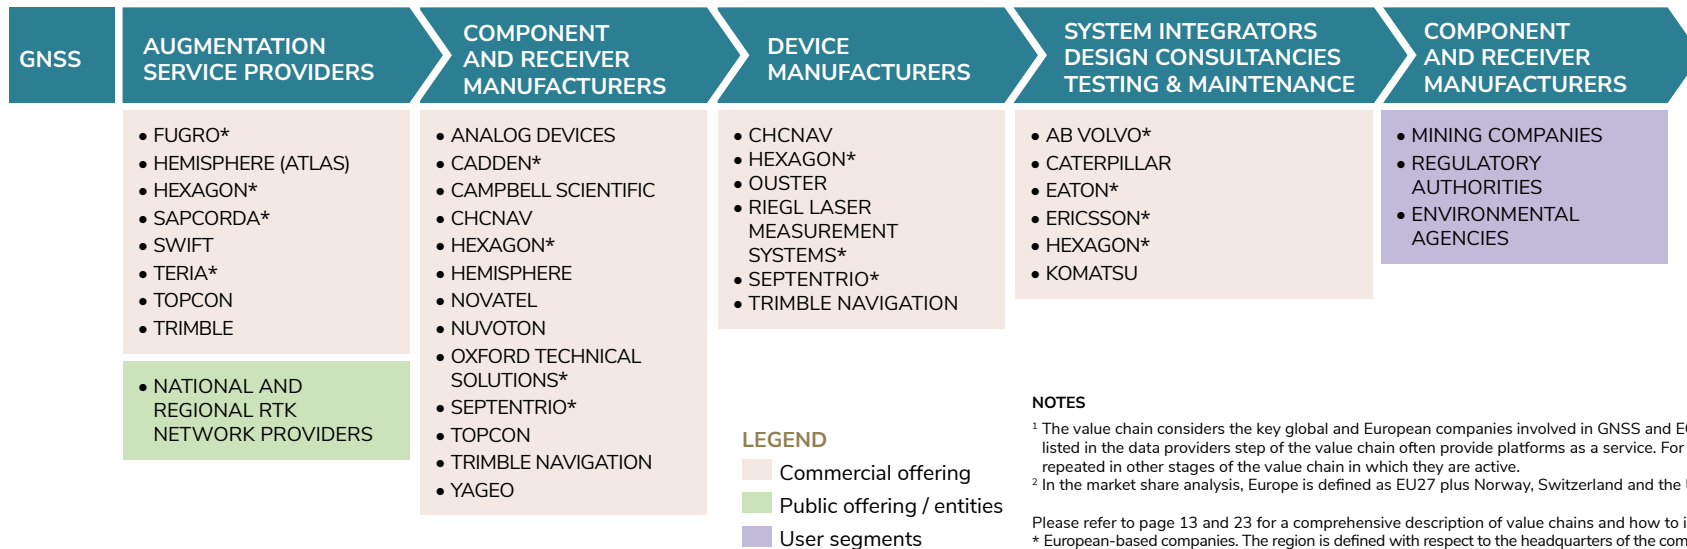 GNSS
AUGMENTATION
SERVICE PROVIDERS
COMPONENT
AND RECEIVER
MANUFACTURERS
DEVICE
MANUFACTURERS
SYSTEM INTEGRATORS
DESIGN CONSULTANCIES
TESTING & MAINTENANCE
COMPONENT
AND RECEIVER
MANUFACTURERS
• FUGRO*
• HEMISPHERE (ATLAS)
• HEXAGON*
• SAPCORDA*
• SWIFT
• TERIA*
• TOPCON
• TRIMBLE
• NATIONAL AND
REGIONAL RTK
NETWORK PROVIDERS
• ANALOG DEVICES
• CADDEN*
• CAMPBELL SCIENTIFIC
• CHCNAV
• HEXAGON*
• HEMISPHERE
• NOVATEL
• NUVOTON
• OXFORD TECHNICAL
SOLUTIONS*
• SEPTENTRIO*
• TOPCON
• TRIMBLE NAVIGATION
• YAGEO
• CHCNAV
• HEXAGON*
• OUSTER
• RIEGL LASER
MEASUREMENT
SYSTEMS*
• SEPTENTRIO*
• TRIMBLE NAVIGATION
• AB VOLVO*
• CATERPILLAR
• EATON*
• ERICSSON*
• HEXAGON*
• KOMATSU
• MINING COMPANIES
• REGULATORY
AUTHORITIES
• ENVIRONMENTAL
AGENCIES
LEGEND
Commercial offering
Public offering / entities
User segments
NOTES
1 The value chain considers the key global and European companies involved in GNSS and
listed in the data providers step of the value chain often provide platforms as a service. For
repeated in other stages of the value chain in which they are active.
2 In the market share analysis, Europe is defined as EU27 plus Norway, Switzerland and the
Please refer to page 13 and 23 for a comprehensive description of value chains and how to
* European-based companies. The region is defined with respect to the headquarters of the